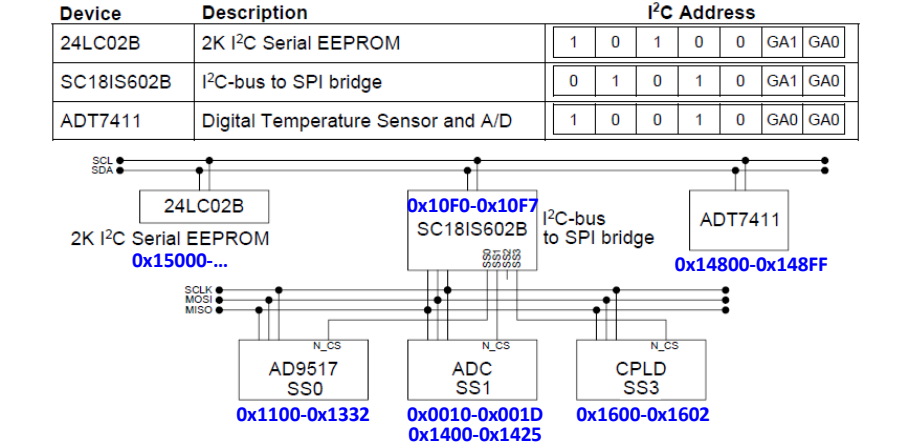 Device Description I²C Address
24LC02B 2K I²C Serial EEPROM 1 0 1 0 0 GA1 GA0
SC18IS602B I²C-bus to SPI bridge 0 1 0 1 0 GA1 GA0
ADT7411 Digital Temperature Sensor and A/D 1 0 0 1 0 GA0 GA0
SCL
SDA
24LC02B
2K I²C Serial EEPROM
0x15000-...
0x10F0-0x10F7
SC18IS602B
SS0
SS1
SS2
SS3
I²C-bus
to SPI bridge
ADT7411
0x14800-0x148FF
SCLK
MOSI
MISO
N_CS
AD9517
SS0
0x1100-0x1332
N_CS
ADC
SS1
0x0010-0x001D
0x1400-0x1425
N_CS
CPLD
SS3
0x1600-0x1602